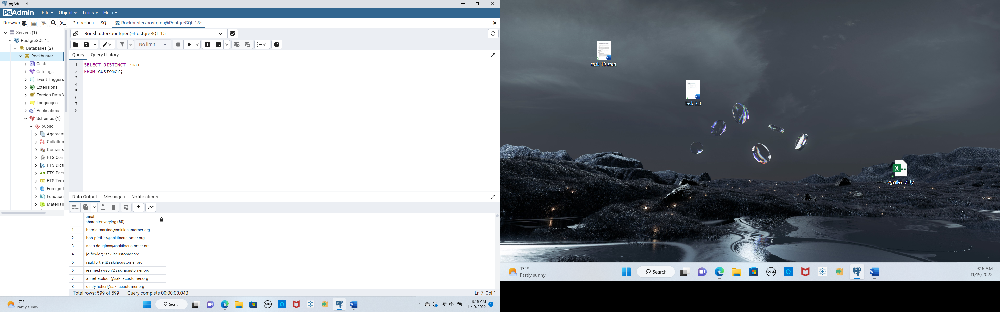 pgAdmin 4
pgAdmin
File
Object
Tools
Help
Browser
Properties
SQL
Rockbuster/postgres@PostgreSQL 15*
Servers (1)
PostgreSQL 15
Databases (2)
Rockbuster
Casts
Catalogs
Event Triggers
Extensions
Foreign Data W
Languages
Publications
Schemas (1)
public
Aggrega
Collation
Domains
FTS Con
FTS Dict
Aa FTS Pars
FTS Tem
Foreign T
Function
Materiali
Rockbuster/postgres@PostgreSQL 15
No limit
E
Query
Query History
1 SELECT DISTINCT email
2 FROM customer;
3
4
5
6
7
8
Data Output
Messages
Notifications
email
character varying (50)
1 harold.martino@sakilacustomer.org
2 bob.pfeiffer@sakilacustomer.org
3 sean.douglass@sakilacustomer.org
4 jo.fowler@sakilacustomer.org
5 raul.fortier@sakilacustomer.org
6 jeanne.lawson@sakilacustomer.org
7 annette.olson@sakilacustomer.org
8 cindy.fisher@sakilacustomer.org
Total rows: 599 of 599
Query complete 00:00:00.048
Ln 7, Col 1
17°F
Partly sunny
Search
DELL
W
9:16 AM
11/19/2022
1
task 10 start
Task 3.3
X
vgsales_dirty
17°F
Partly sunny
Search
DELL
W
9:16 AM
11/19/2022